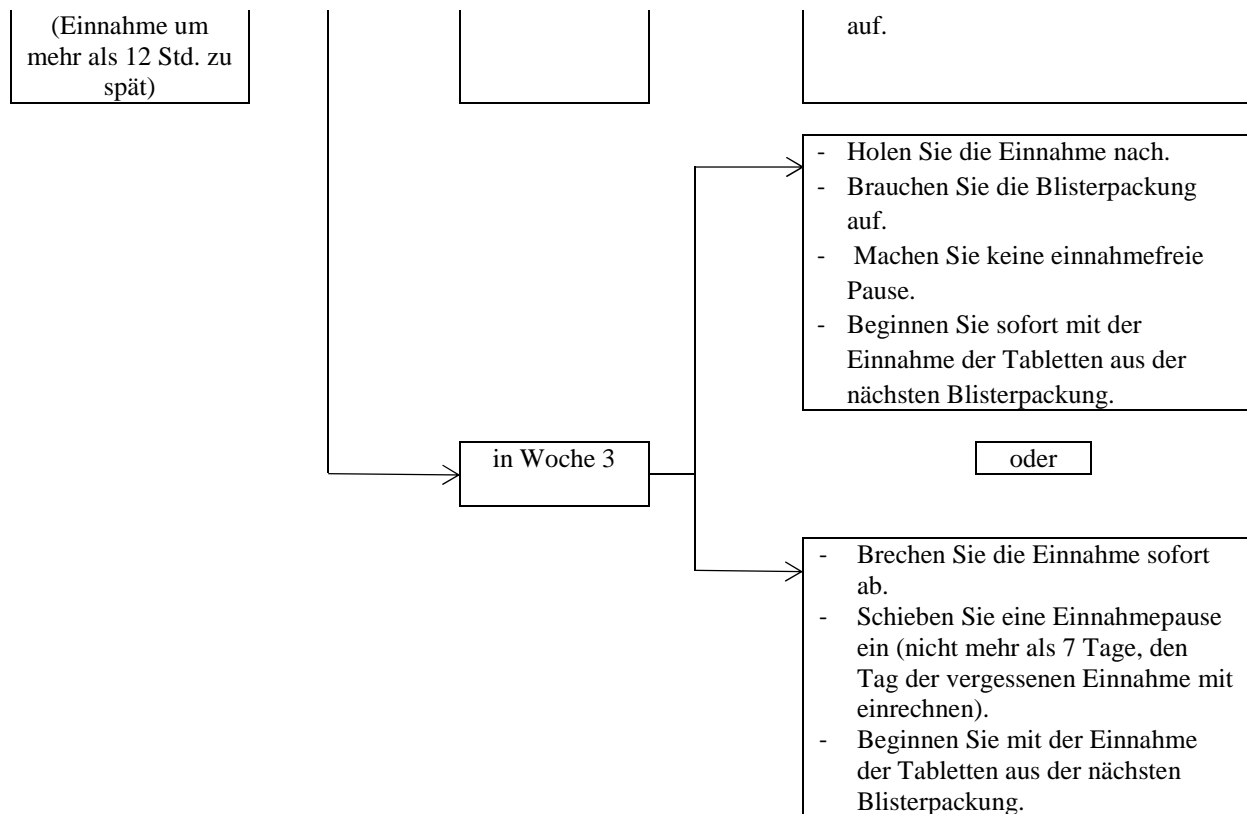 (Einnahme um
mehr als 12 Std. zu
spät)
auf.
- Holen Sie die Einnahme nach.
- Brauchen Sie die Blisterpackung
auf.
- Machen Sie keine einnahmefreie
Pause.
- Beginnen Sie sofort mit der
Einnahme der Tabletten aus der
nächsten Blisterpackung.
in Woche 3
oder
- Brechen Sie die Einnahme sofort
ab.
- Schieben Sie eine Einnahmepause
ein (nicht mehr als 7 Tage, den
Tag der vergessenen Einnahme mit
einrechnen).
- Beginnen Sie mit der Einnahme
der Tabletten aus der nächsten
Blisterpackung.